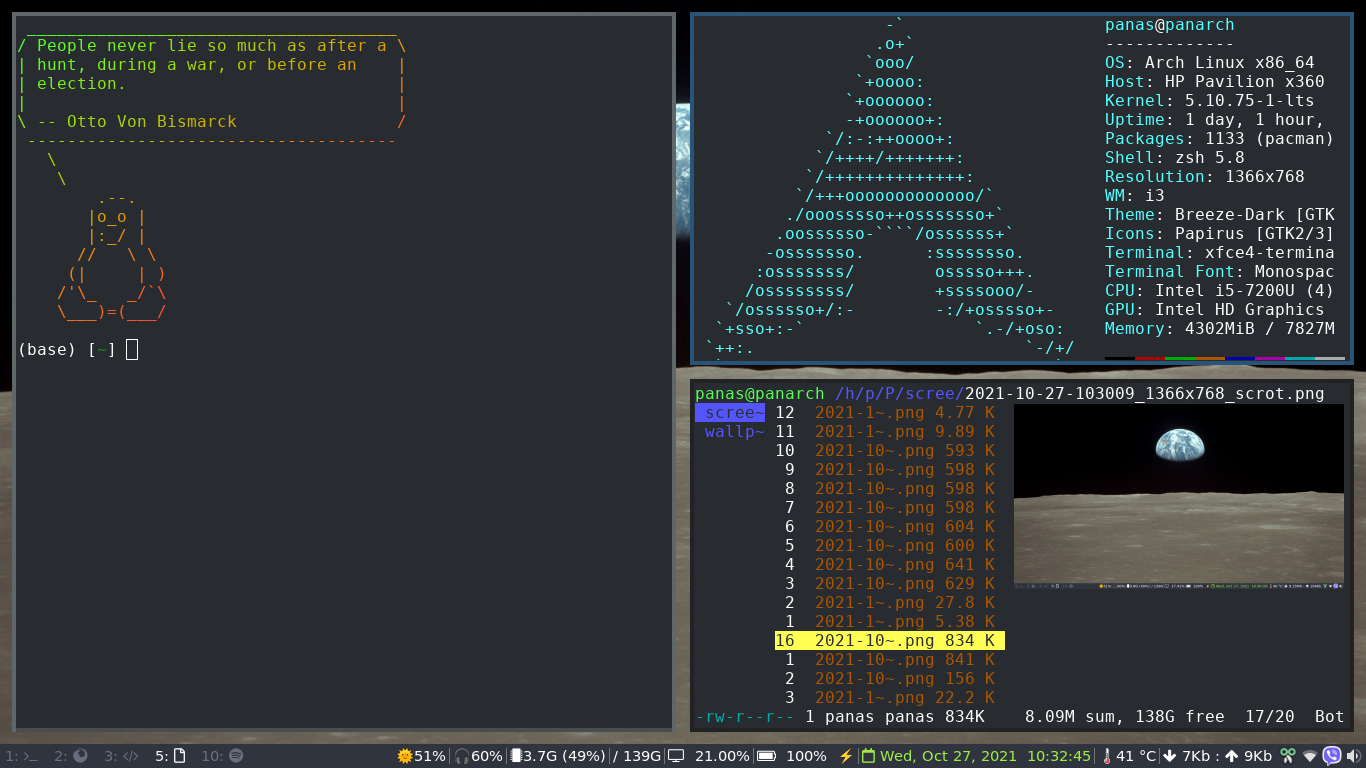 / People never lie so much as after a \
| hunt, during a war, or before an    |
| election.                           |
|                                     |
\ -- Otto Von Bismarck                /
(base) [~]
panas@panarch
-------------
OS: Arch Linux x86_64
Host: HP Pavilion x360
Kernel: 5.10.75-1-lts
Uptime: 1 day, 1 hour,
Packages: 1133 (pacman)
Shell: zsh 5.8
Resolution: 1366x768
WM: i3
Theme: Breeze-Dark [GTK
Icons: Papirus [GTK2/3]
Terminal: xfce4-termina
Terminal Font: Monospac
CPU: Intel i5-7200U (4)
GPU: Intel HD Graphics
Memory: 4302MiB / 7827M
panas@panarch /h/p/P/scree/2021-10-27-103009_1366x768_scrot.png
scree~ 12 2021-1~.png 4.77 K
wallp~ 11 2021-1~.png 9.89 K
10 2021-10~.png 593 K
9 2021-10~.png 598 K
8 2021-10~.png 598 K
7 2021-10~.png 598 K
6 2021-10~.png 604 K
5 2021-10~.png 600 K
4 2021-10~.png 641 K
3 2021-10~.png 629 K
2 2021-1~.png 27.8 K
1 2021-1~.png 5.38 K
16 2021-10~.png 834 K
1 2021-10~.png 841 K
2 2021-10~.png 156 K
3 2021-1~.png 22.2 K
-rw-r--r-- 1 panas panas 834K 8.09M sum, 138G free 17/20 Bot
1: 2: 3: 5: 10: 51% 60% 3.7G (49%) / 139G 21.00% 100% Wed, Oct 27, 2021 10:32:45 41 °C 7Kb : 9Kb